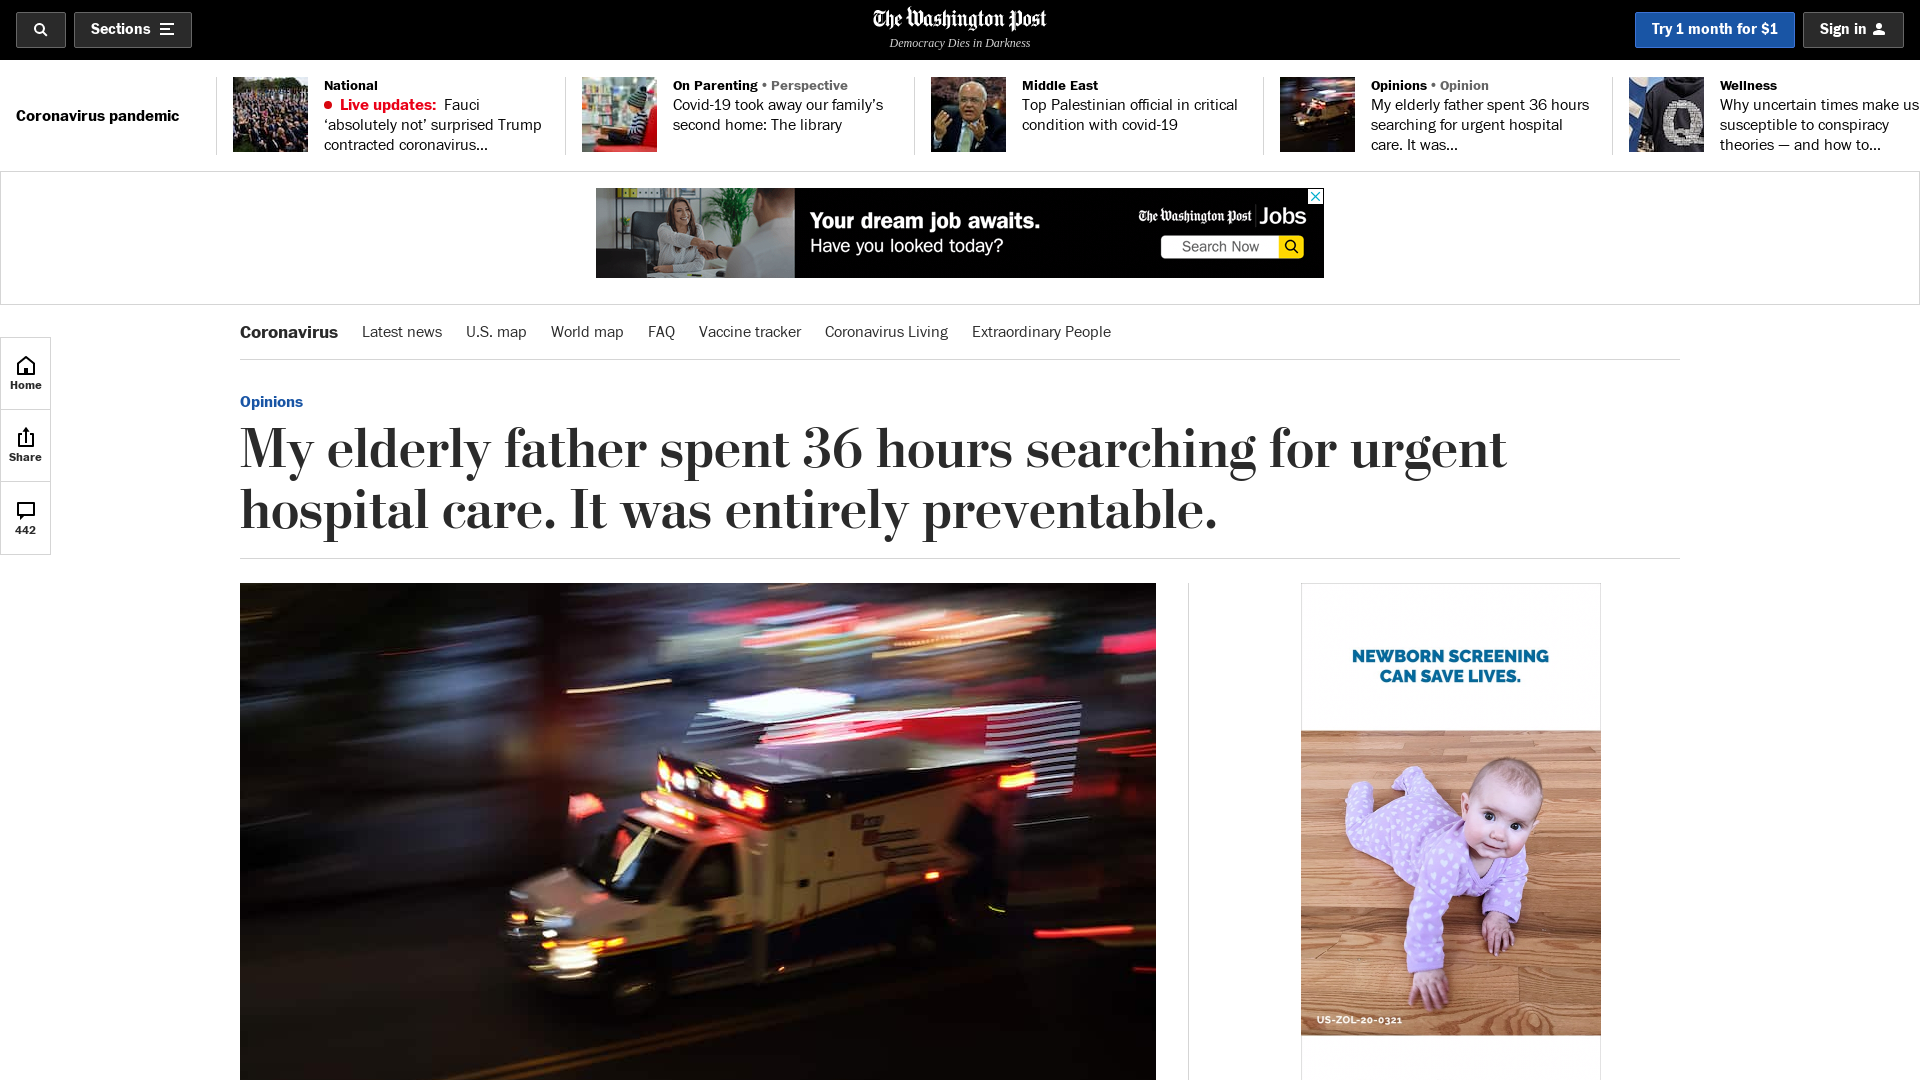 Sections
The Washington Post
Democracy Dies in Darkness
Try 1 month for $1
Sign in
Coronavirus pandemic
National
Live updates: Fauci
‘absolutely not’ surprised Trump
contracted coronavirus...
On Parenting • Perspective
Covid-19 took away our family’s
second home: The library
Middle East
Top Palestinian official in critical
condition with covid-19
Opinions • Opinion
My elderly father spent 36 hours
searching for urgent hospital
care. It was...
Wellness
Why uncertain times make us
susceptible to conspiracy
theories — and how to...
Your dream job awaits.
Have you looked today?
The Washington Post Jobs
Search Now
Coronavirus Latest news U.S. map World map FAQ Vaccine tracker Coronavirus Living Extraordinary People
Home
Share
442
Opinions
My elderly father spent 36 hours searching for urgent
hospital care. It was entirely preventable.
NEWBORN SCREENING
CAN SAVE LIVES.
US-ZOL-20-0321